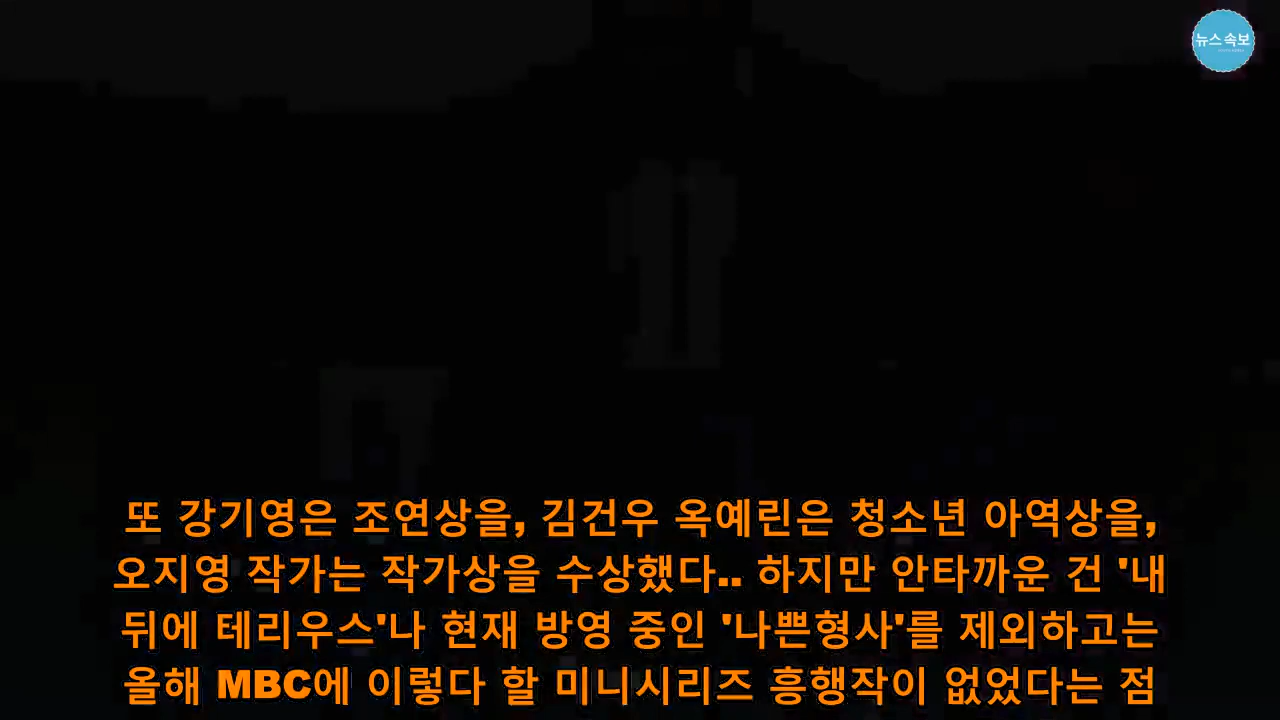 뉴스 속보
또 강기영은 조연상을, 김건우 옥예린은 청소년 아역상을,
오지영 작가는 작가상을 수상했다.. 하지만 안타까운 건 '내
뒤에 테리우스'나 현재 방영 중인 '나쁜형사'를 제외하고는
올해 MBC에 이렇다 할 미니시리즈 흥행작이 없었다는 점